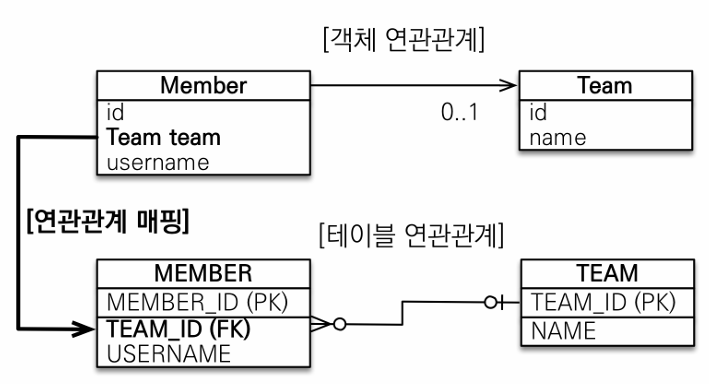 [객체 연관관계]
Member
id
Team team
username
0..1
Team
id
name
[연관관계 매핑]
[테이블 연관관계]
MEMBER
MEMBER_ID (PK)
TEAM_ID (FK)
USERNAME
TEAM
TEAM_ID (PK)
NAME